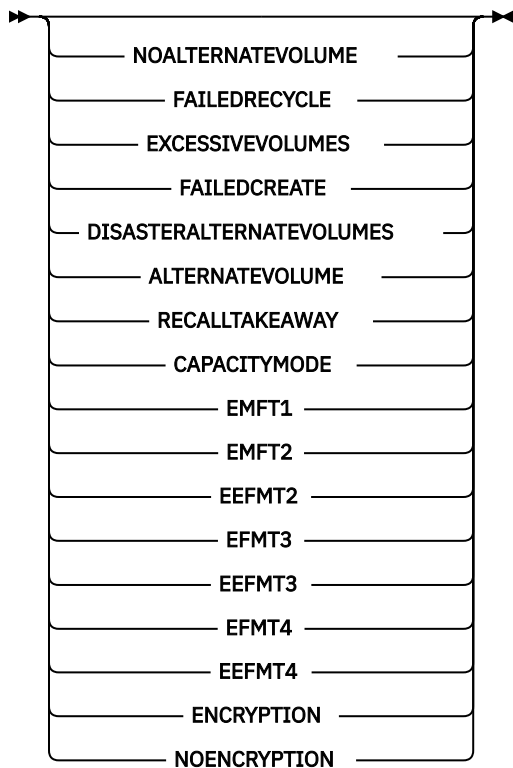 NOALTERNATEVOLUME
FAILEDRECYCLE
EXCESSIVEVOLUMES
FAILEDCREATE
DISASTERALTERNATEVOLUMES
ALTERNATEVOLUME
RECALLTAKEAWAY
CAPACITYMODE
EMFT1
EMFT2
EEFMT2
EFMT3
EEFMT3
EFMT4
EEFMT4
ENCRYPTION
NOENCRYPTION